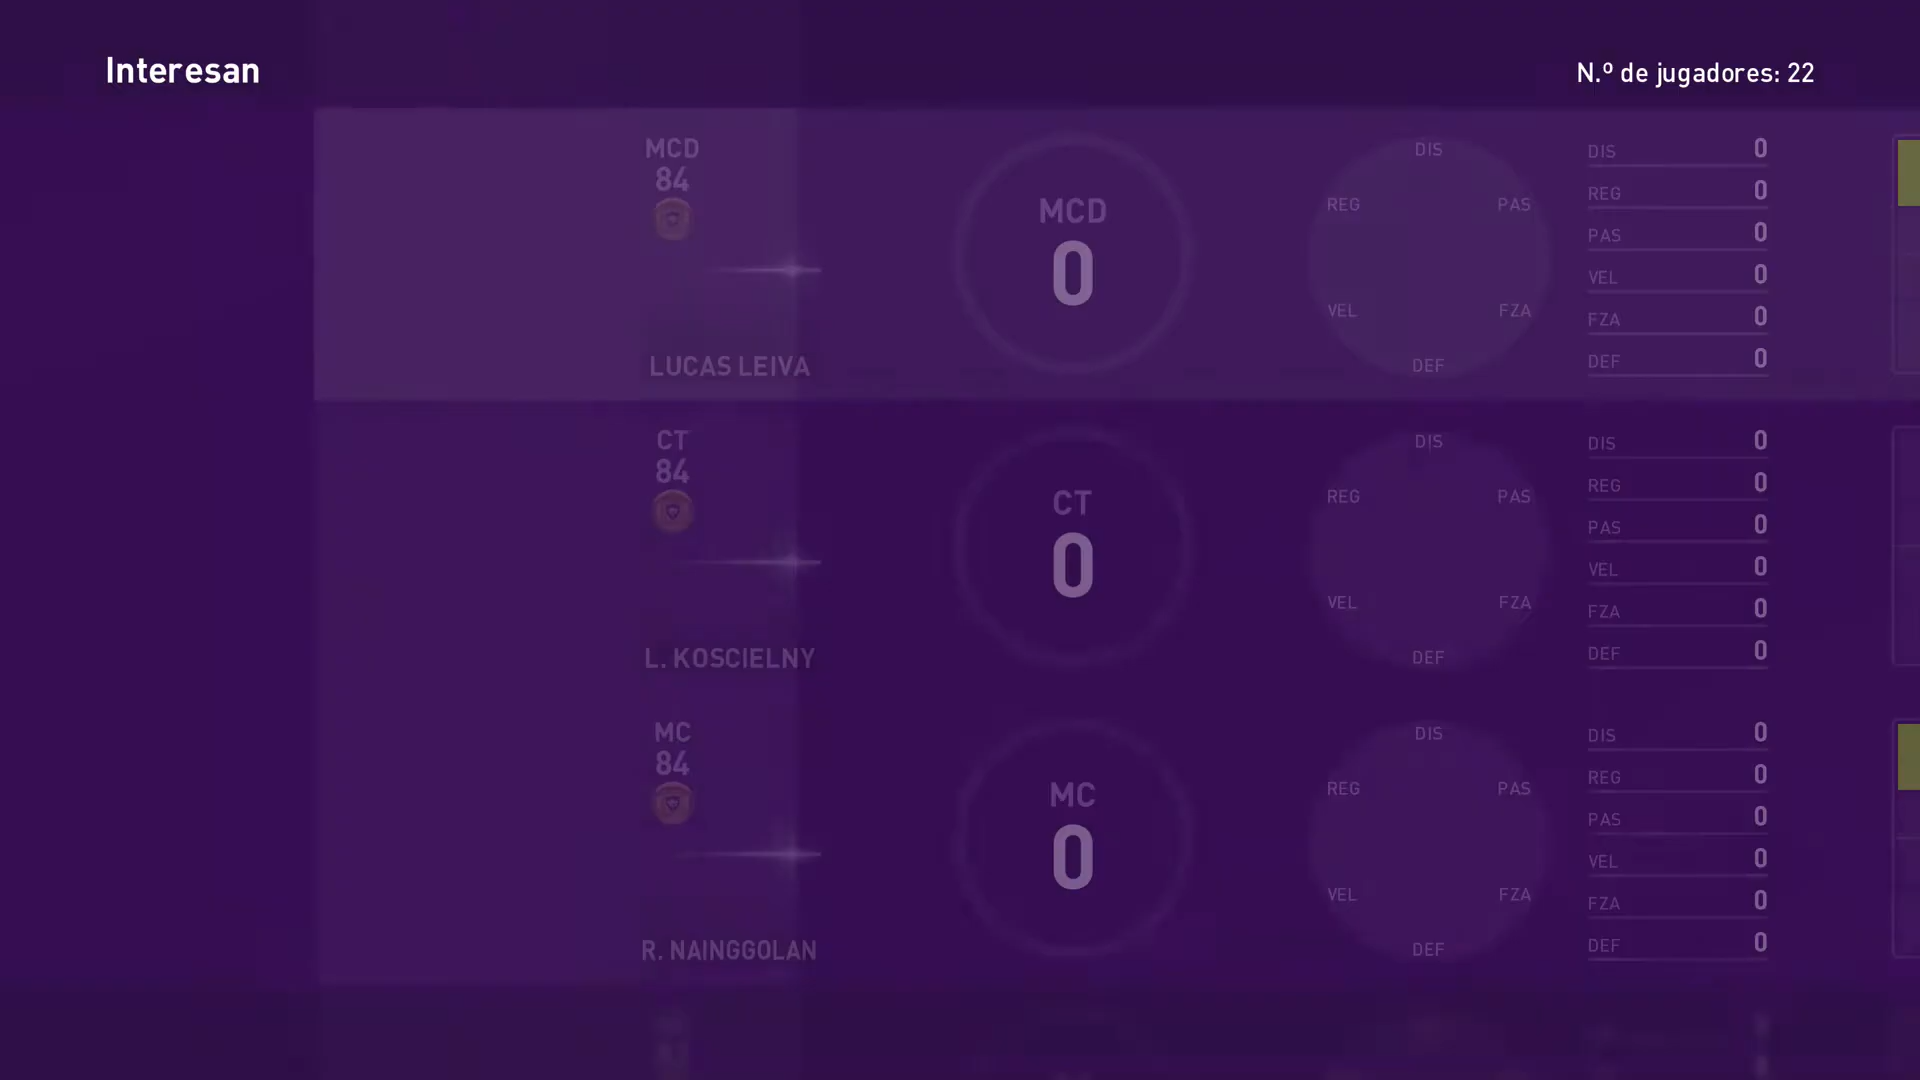 Interesan
N.º de jugadores: 22
MCD
84
LUCAS LEIVA
MCD
0
DIS
REG
PAS
VEL
FZA
DEF
DIS 0
REG 0
PAS 0
VEL 0
FZA 0
DEF 0
CT
84
L. KOSCIELNY
CT
0
DIS
REG
PAS
VEL
FZA
DEF
DIS 0
REG 0
PAS 0
VEL 0
FZA 0
DEF 0
MC
84
R. NAINGGOLAN
MC
0
DIS
REG
PAS
VEL
FZA
DEF
DIS 0
REG 0
PAS 0
VEL 0
FZA 0
DEF 0